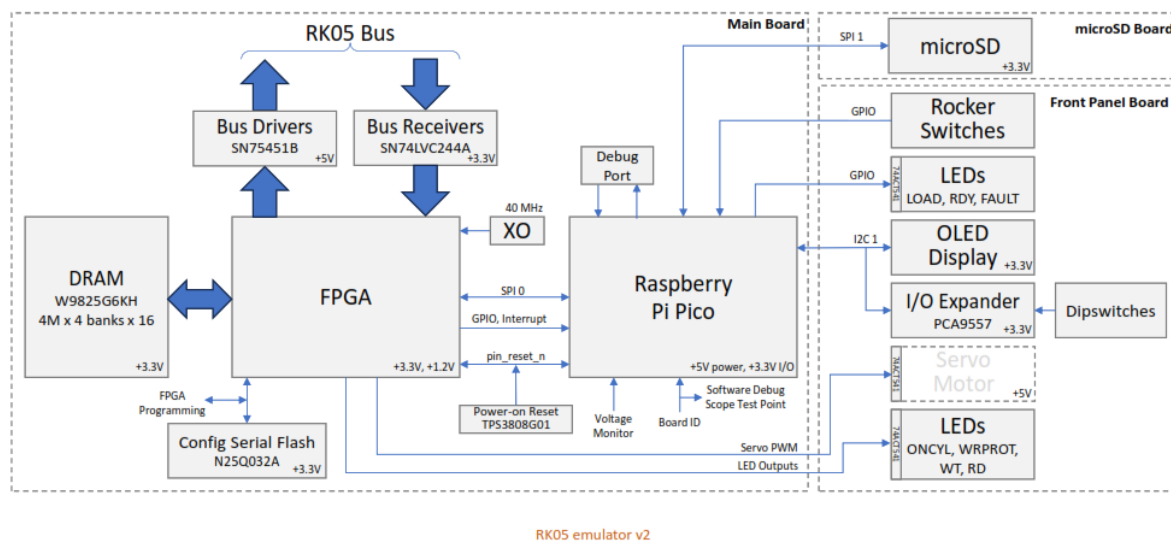 Main Board
microSD Board
RK05 Bus
SPI 1
microSD
+3.3V
Front Panel Board
Bus Drivers
SN75451B
+5V
Bus Receivers
SN74LVC244A
+3.3V
GPIO
Rocker
Switches
Debug
Port
GPIO
74ACT541
LEDs
LOAD, RDY, FAULT
40 MHz
XO
DRAM
W9825G6KH
4M x 4 banks x 16
+3.3V
FPGA
+3.3V, +1.2V
SPI 0
GPIO, Interrupt
pin_reset_n
Raspberry
Pi Pico
+5V power, +3.3V I/O
I2C 1
OLED
Display
+3.3V
I/O Expander
PCA9557
+3.3V
Dipswitches
74ACT541
Servo
Motor
+5V
FPGA
Programming
Power-on Reset
TPS3808G01
Voltage
Monitor
Board ID
Software Debug
Scope Test Point
Config Serial Flash
N25Q032A
+3.3V
Servo PWM
LED Outputs
74ACT541
LEDs
ONCYL, WRPROT,
WT, RD
RK05 emulator v2